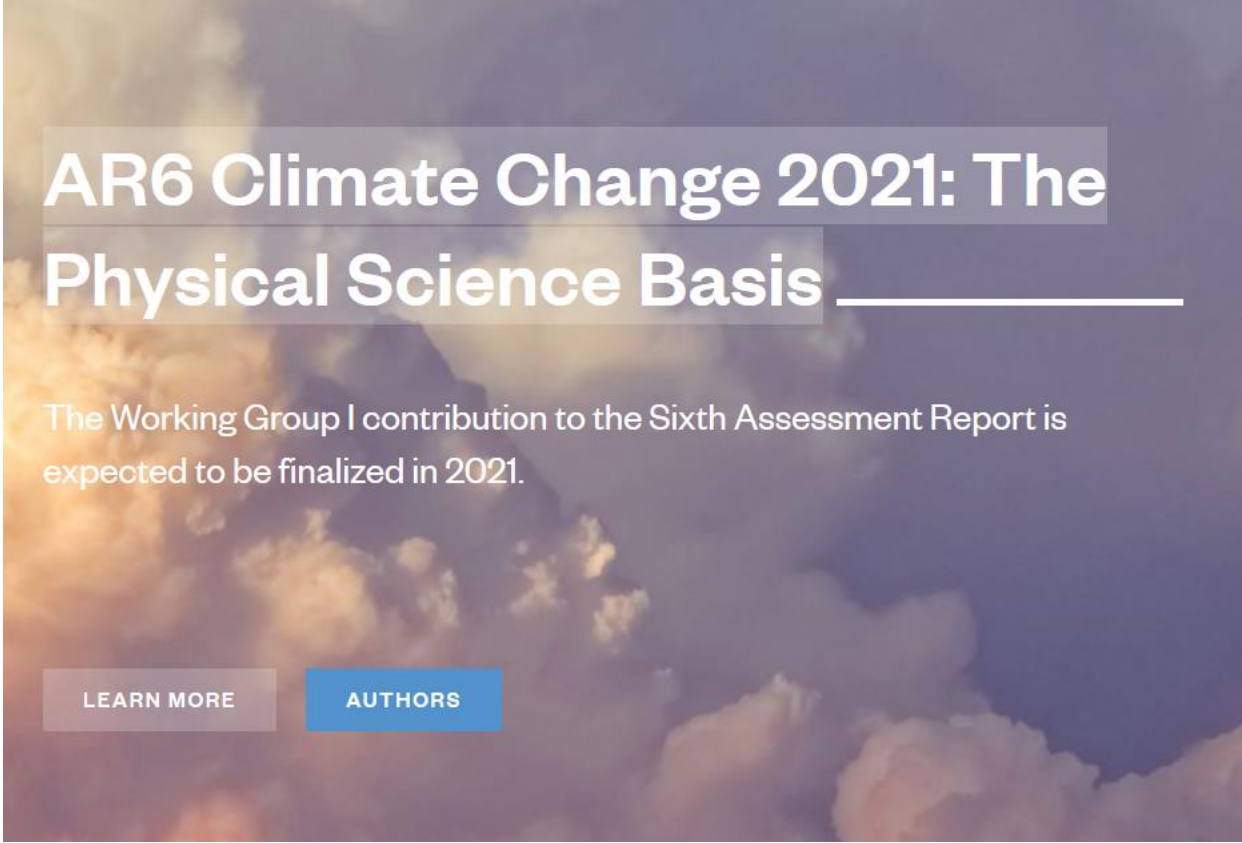 AR6 Climate Change 2021: The
Physical Science Basis
The Working Group I contribution to the Sixth Assessment Report is
expected to be finalized in 2021.
LEARN MORE
AUTHORS